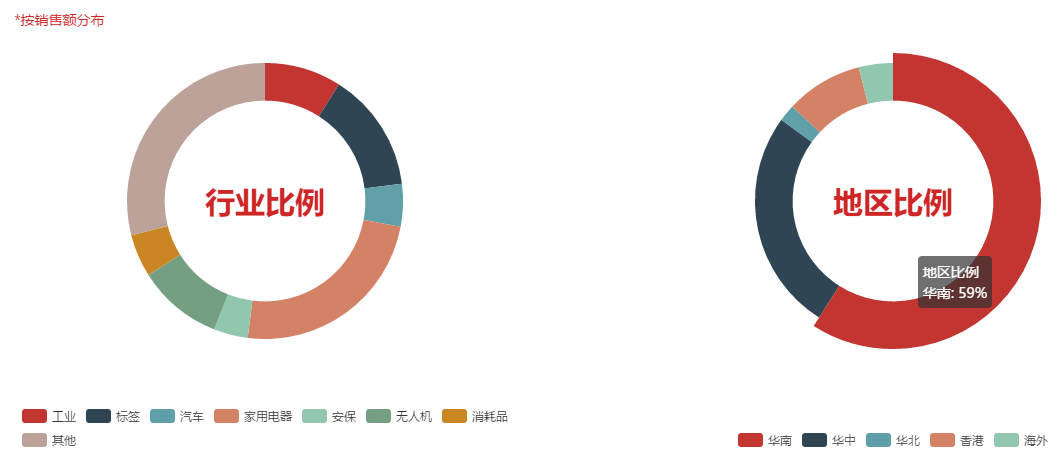 *按销售额分布
行业比例
地区比例
地区比例
华南: 59%
工业 标签 汽车 家用电器 安保 无人机 消耗品
其他
华南 华中 华北 香港 海外